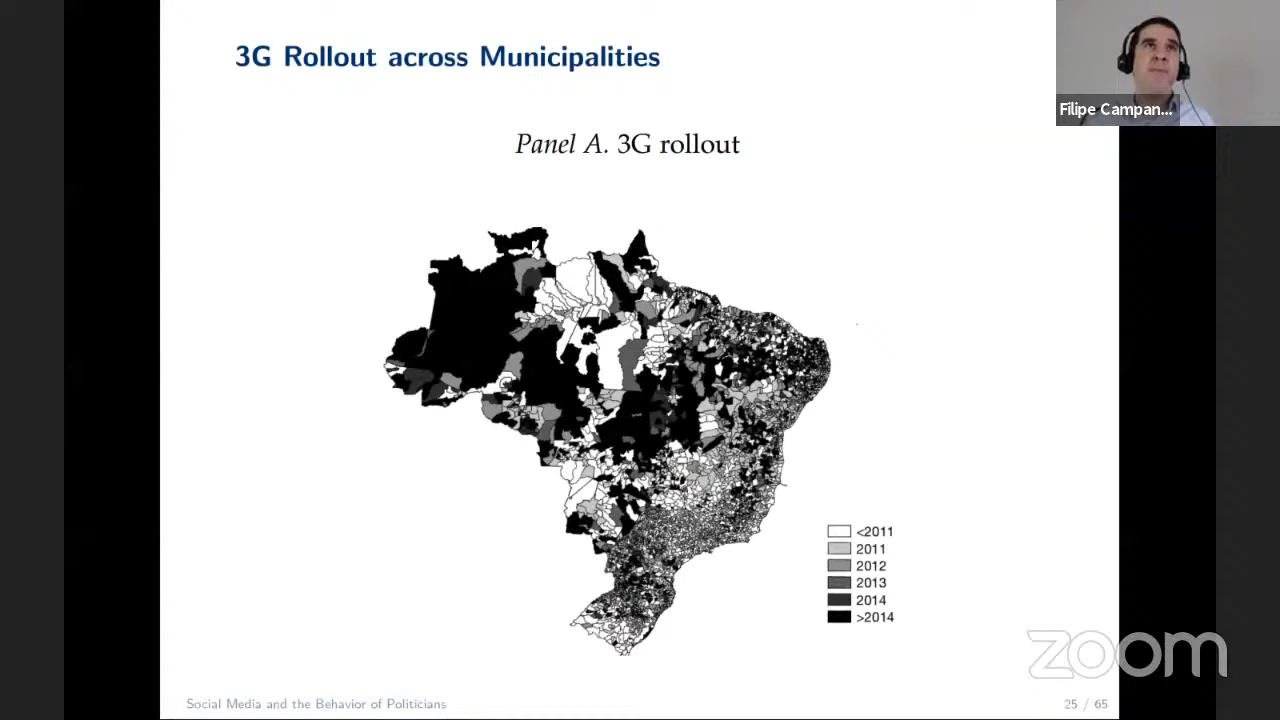 3G Rollout across Municipalities
Filipe Campan...
Panel A. 3G rollout
<2011
2011
2012
2013
2014
>2014
zoom
Social Media and the Behavior of Politicians
25 / 65